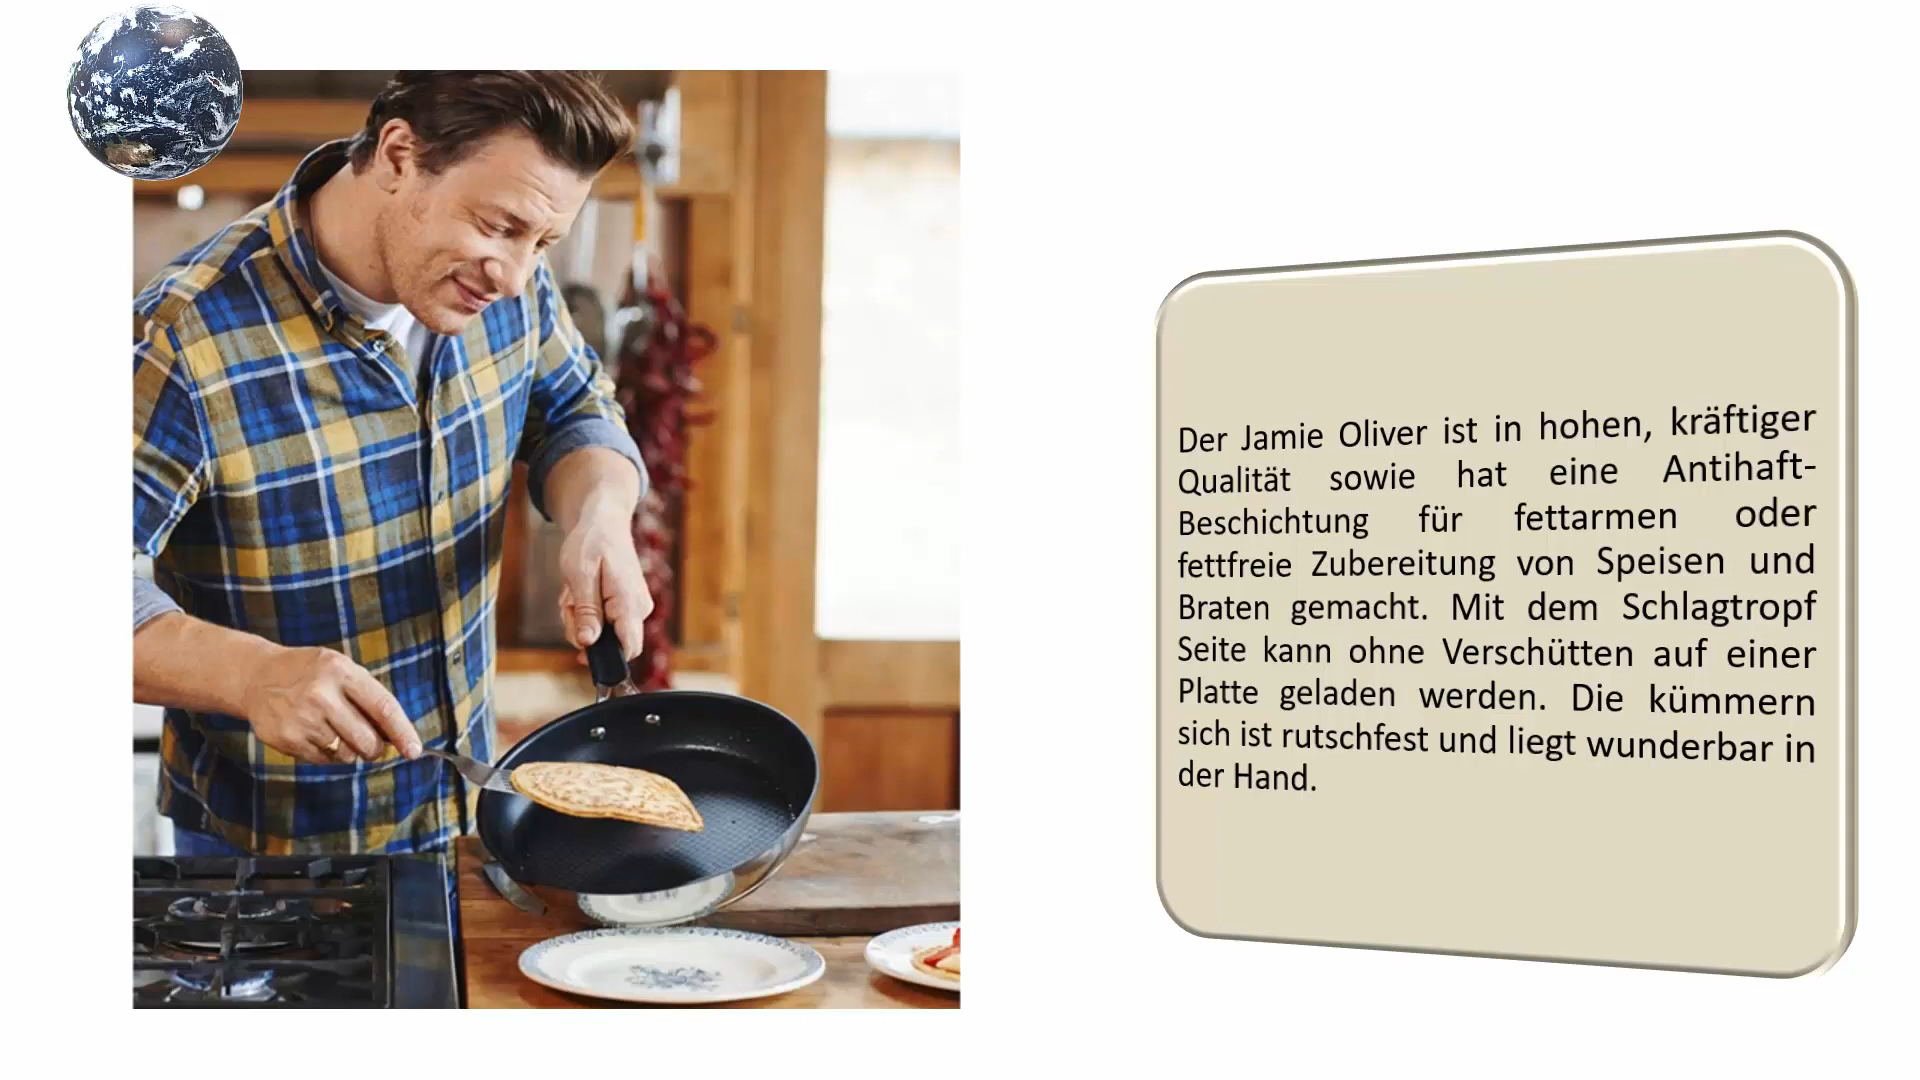 Der Jamie Oliver ist in hohen, kräftiger
Qualität sowie hat eine Antihaft-
Beschichtung für fettarmen oder
fettfreie Zubereitung von Speisen und
Braten gemacht. Mit dem Schlagtropf
Seite kann ohne Verschütten auf einer
Platte geladen werden. Die kümmern
sich ist rutschfest und liegt wunderbar in
der Hand.